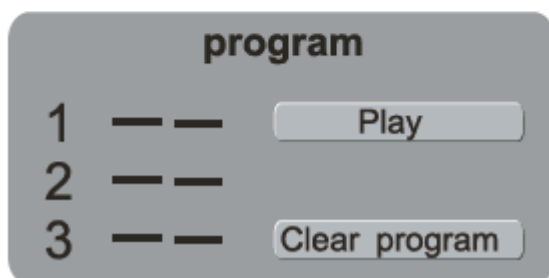 program
1 — — Play
2 — —
3 — — Clear program